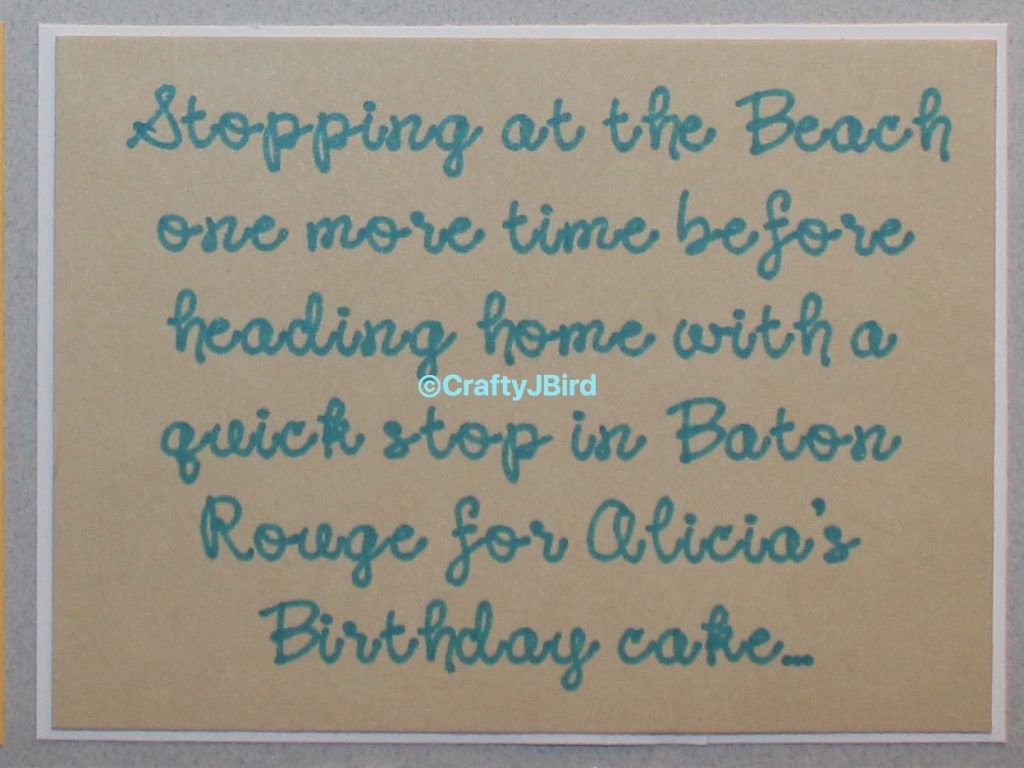 Stopping at the Beach
one more time before
heading home with a
©CraftyJBird
quick stop in Baton
Rouge for Alicia's
Birthday cake...